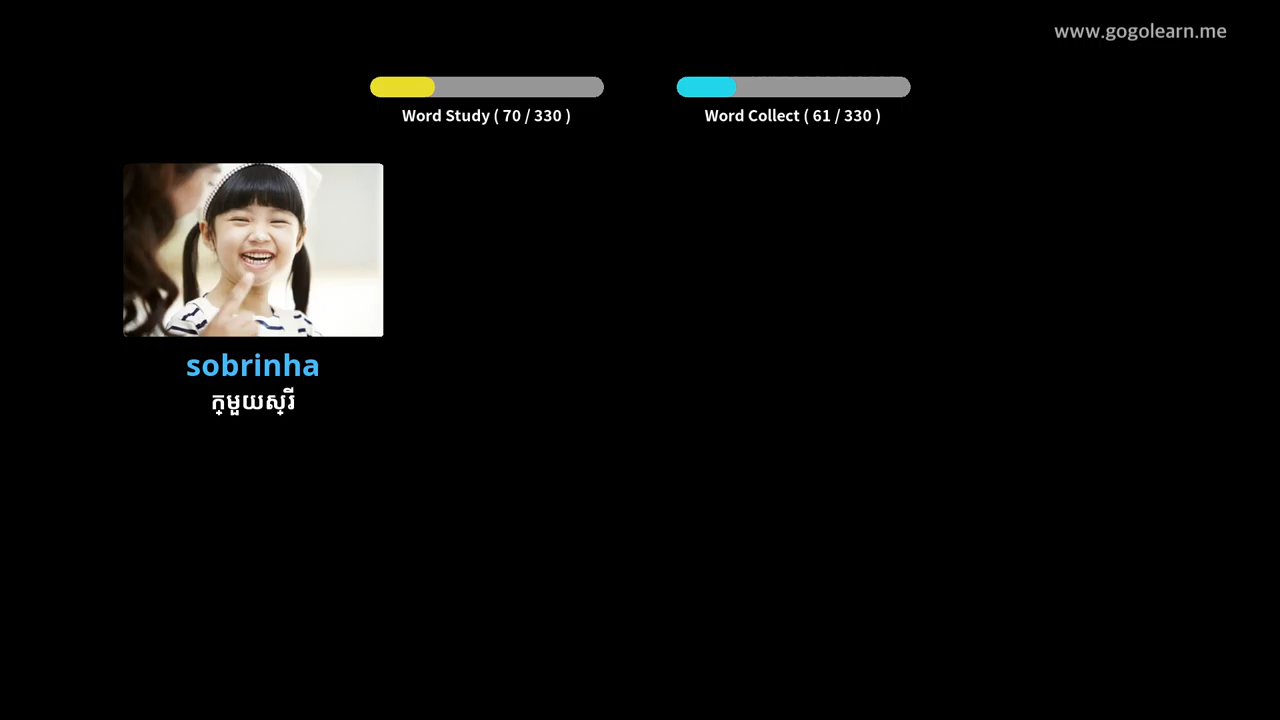 www.gogolearn.me
Word Study ( 70 / 330 )
Word Collect ( 61 / 330 )
sobrinha
ក្មួយស្រី